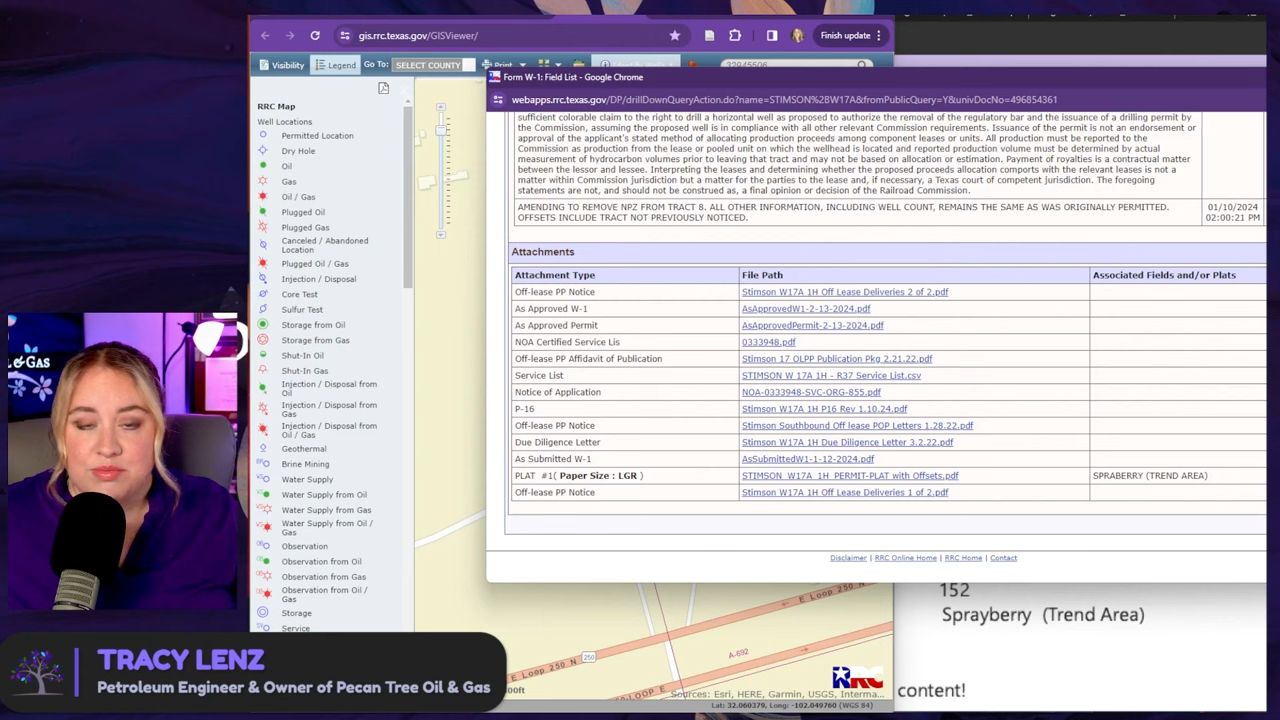 gis.rrc.texas.gov/GISViewer/
Finish update
Visibility
Legend
Go To:
SELECT COUNTY
Print
32945506
RRC Map
Well Locations
Permitted Location
Dry Hole
Oil
Gas
Oil / Gas
Plugged Oil
Plugged Gas
Canceled / Abandoned
Location
Plugged Oil / Gas
Injection / Disposal
Core Test
Sulfur Test
Storage from Oil
Storage from Gas
Shut-In Oil
Shut-In Gas
Injection / Disposal from
Oil
Injection / Disposal from
Gas
Injection / Disposal from
Oil / Gas
Geothermal
Brine Mining
Water Supply
Water Supply from Oil
Water Supply from Gas
Water Supply from Oil /
Gas
Observation
Observation from Oil
Observation from Gas
Observation from Oil /
Gas
Storage
Service
Form W-1: Field List - Google Chrome
webapps.rrc.texas.gov/DP/drillDownQueryAction.do?name=STIMSON%2BW17A&fromPublicQuery=Y&univDocNo=496854361
sufficient colorable claim to the right to drill a horizontal well as proposed to authorize the removal of the regulatory bar and the issuance of a drilling permit by
the Commission, assuming the proposed well is in compliance with all other relevant Commission requirements. Issuance of the permit is not an endorsement or
approval of the applicant's stated method of allocating production proceeds among component leases or units. All production must be reported to the
Commission as production from the lease or pooled unit on which the wellhead is located and reported production volume must be determined by actual
measurement of hydrocarbon volumes prior to leaving that tract and may not be based on allocation or estimation. Payment of royalties is a contractual matter
between the lessor and lessee. Interpreting the leases and determining whether the proposed proceeds allocation comports with the relevant leases is not a
matter within Commission jurisdiction but a matter for the parties to the lease and, if necessary, a Texas court of competent jurisdiction. The foregoing
statements are not, and should not be construed as, a final opinion or decision of the Railroad Commission.
AMENDING TO REMOVE NPZ FROM TRACT 8. ALL OTHER INFORMATION, INCLUDING WELL COUNT, REMAINS THE SAME AS WAS ORIGINALLY PERMITTED.
OFFSETS INCLUDE TRACT NOT PREVIOUSLY NOTICED.
01/10/2024
02:00:21 PM
Attachments
Attachment Type File Path Associated Fields and/or Plats
Off-lease PP Notice Stimson W17A 1H Off Lease Deliveries 2 of 2.pdf
As Approved W-1 AsApprovedW1-2-13-2024.pdf
As Approved Permit AsApprovedPermit-2-13-2024.pdf
NOA Certified Service Lis 0333948.pdf
Off-lease PP Affidavit of Publication Stimson 17 OLPP Publication Pkg 2.21.22.pdf
Service List STIMSON W 17A 1H - R37 Service List.csv
Notice of Application NOA-0333948-SVC-ORG-855.pdf
P-16 Stimson W17A 1H P16 Rev 1.10.24.pdf
Off-lease PP Notice Stimson Southbound Off lease POP Letters 1.28.22.pdf
Due Diligence Letter Stimson W17A 1H Due Diligence Letter 3.2.22.pdf
As Submitted W-1 AsSubmittedW1-1-12-2024.pdf
PLAT #1( Paper Size : LGR ) STIMSON_W17A_1H_PERMIT-PLAT with Offsets.pdf SPRABERRY (TREND AREA)
Off-lease PP Notice Stimson W17A 1H Off Lease Deliveries 1 of 2.pdf
Disclaimer | RRC Online Home | RRC Home | Contact
152
Sprayberry (Trend Area)
content!
E Loop 250 N
E Loop 250 N
E Loop 250
250
A-692
RRC
Sources: Esri, HERE, Garmin, USGS, Interma...
Lat: 32.060379, Long: -102.049760 (WGS 84)
TRACY LENZ
Petroleum Engineer & Owner of Pecan Tree Oil & Gas